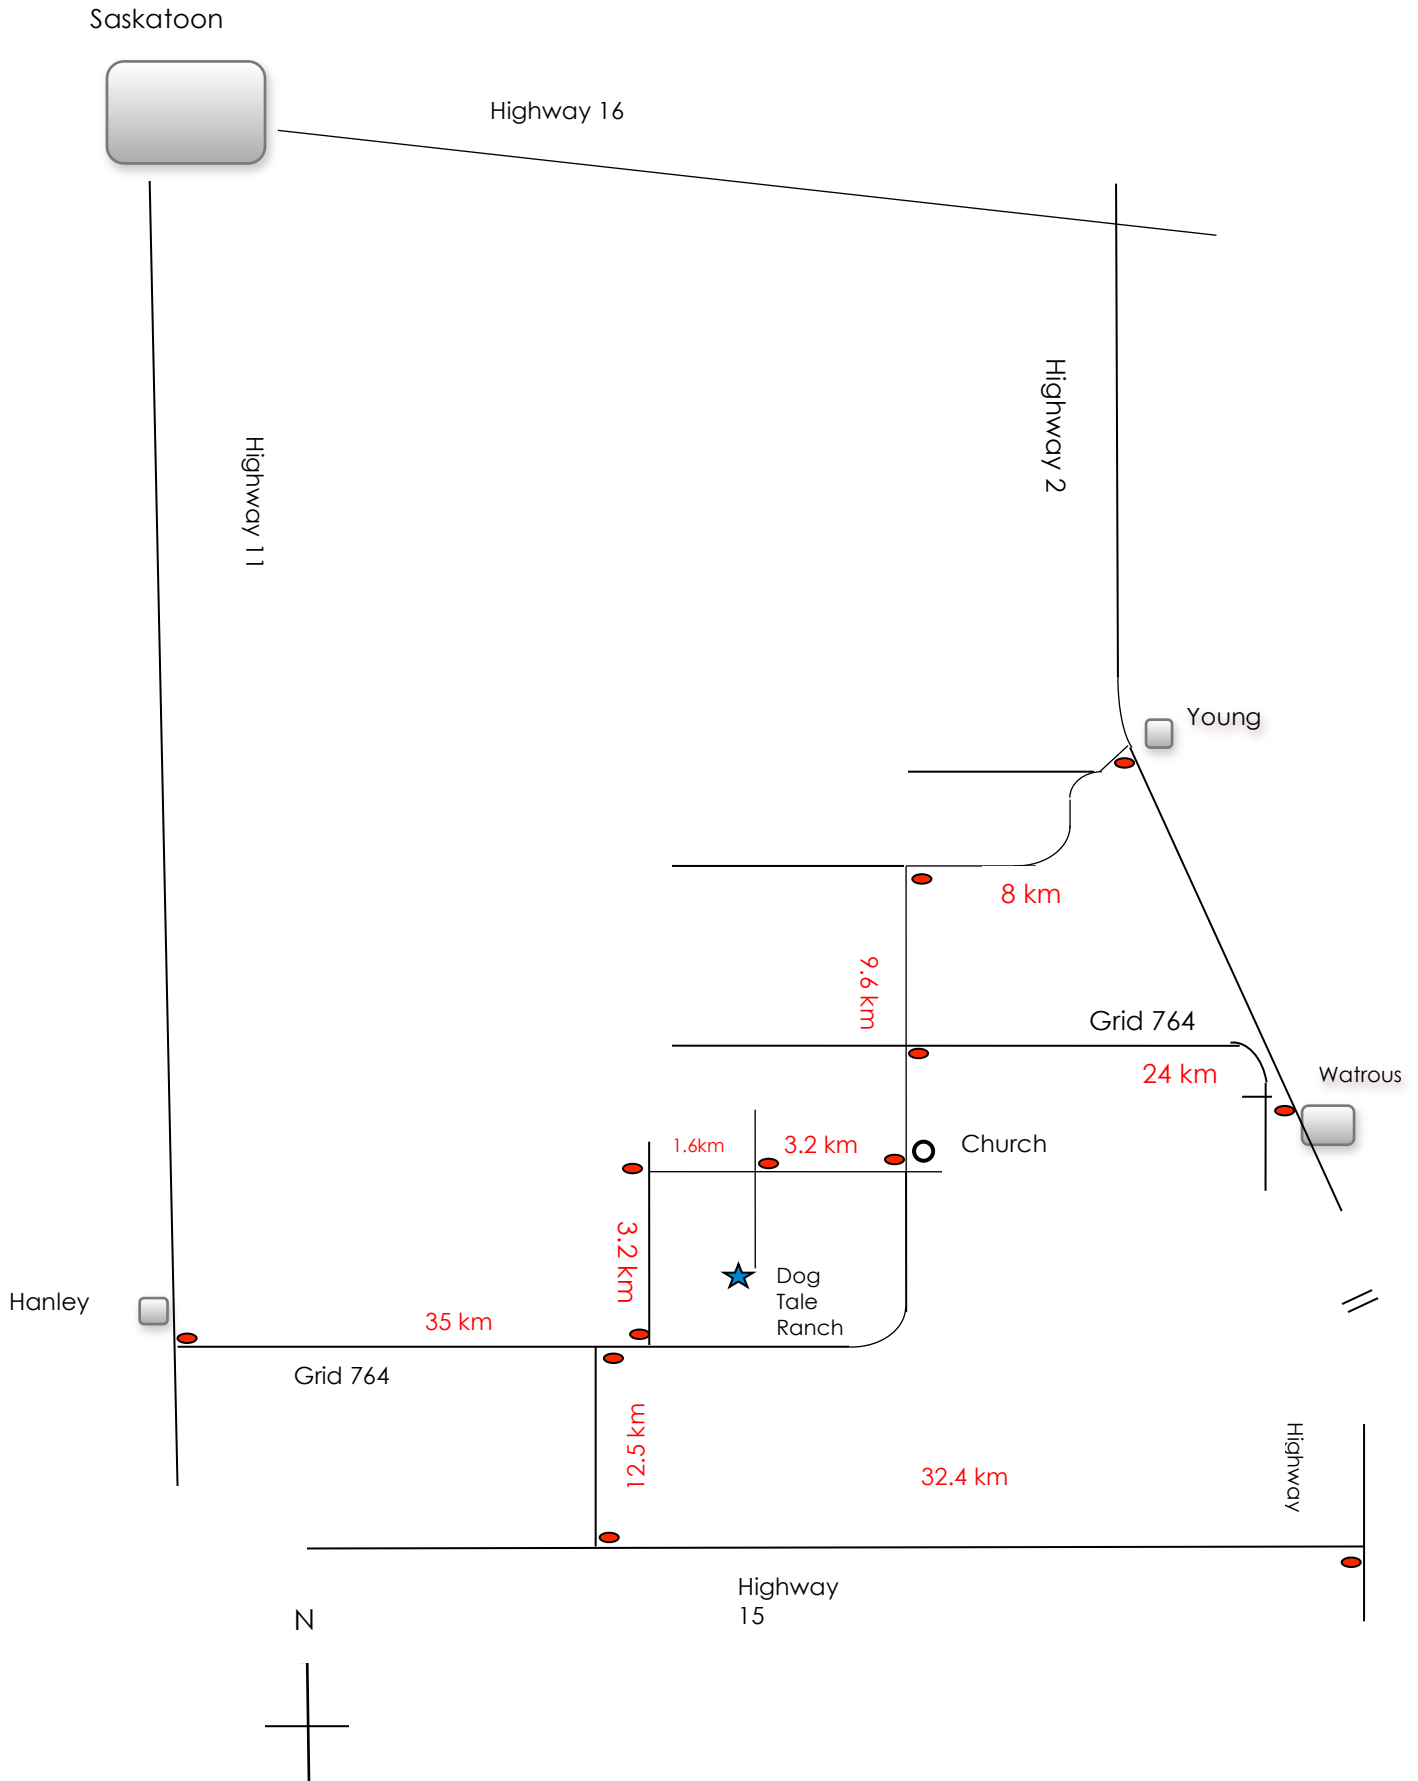 Saskatoon
Highway 16
Highway 2
Highway 11
Young
8 km
9.6 km
Grid 764
24 km
Watrous
1.6km
3.2 km
Church
3.2 km
Dog
Tale
Ranch
Hanley
35 km
Grid 764
12.5 km
32.4 km
Highway
Highway
15
N